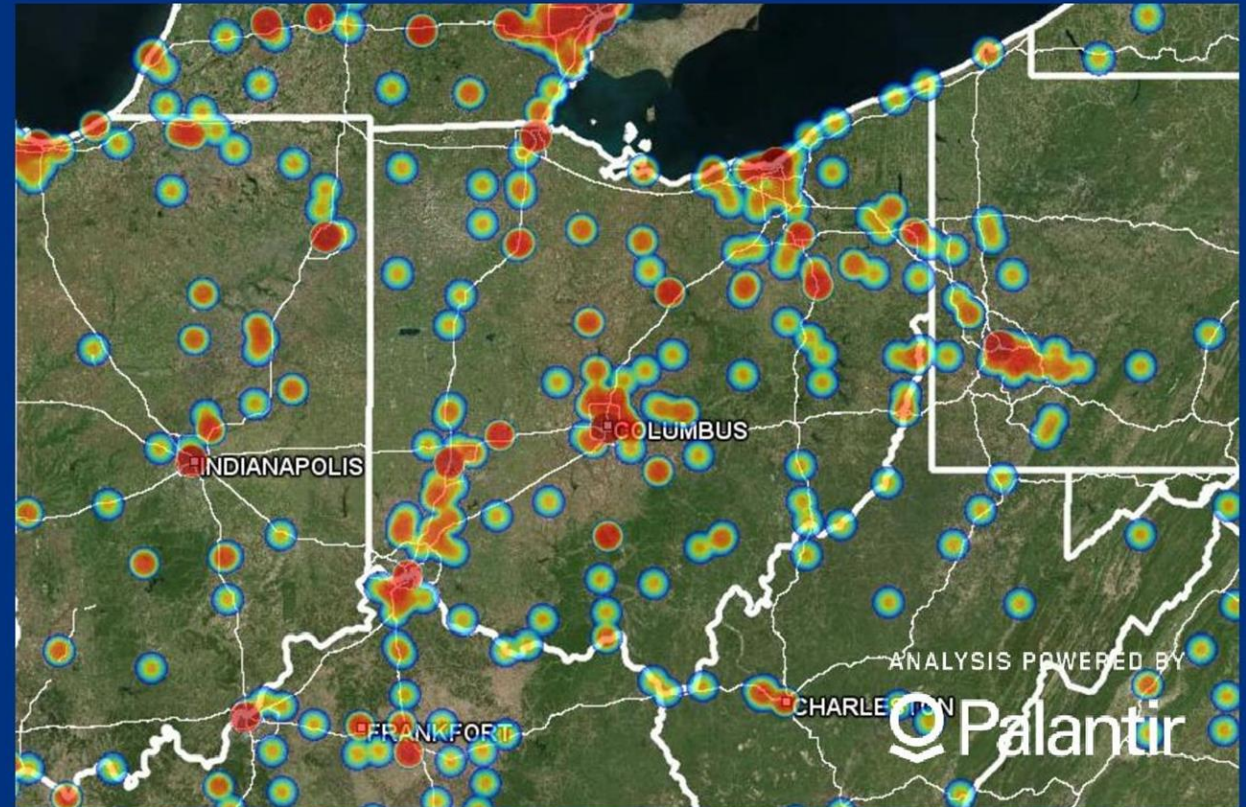 COLUMBUS
INDIANAPOLIS
ANALYSIS POWERED BY
CHARLESTON
Palantir
FRANKFORT